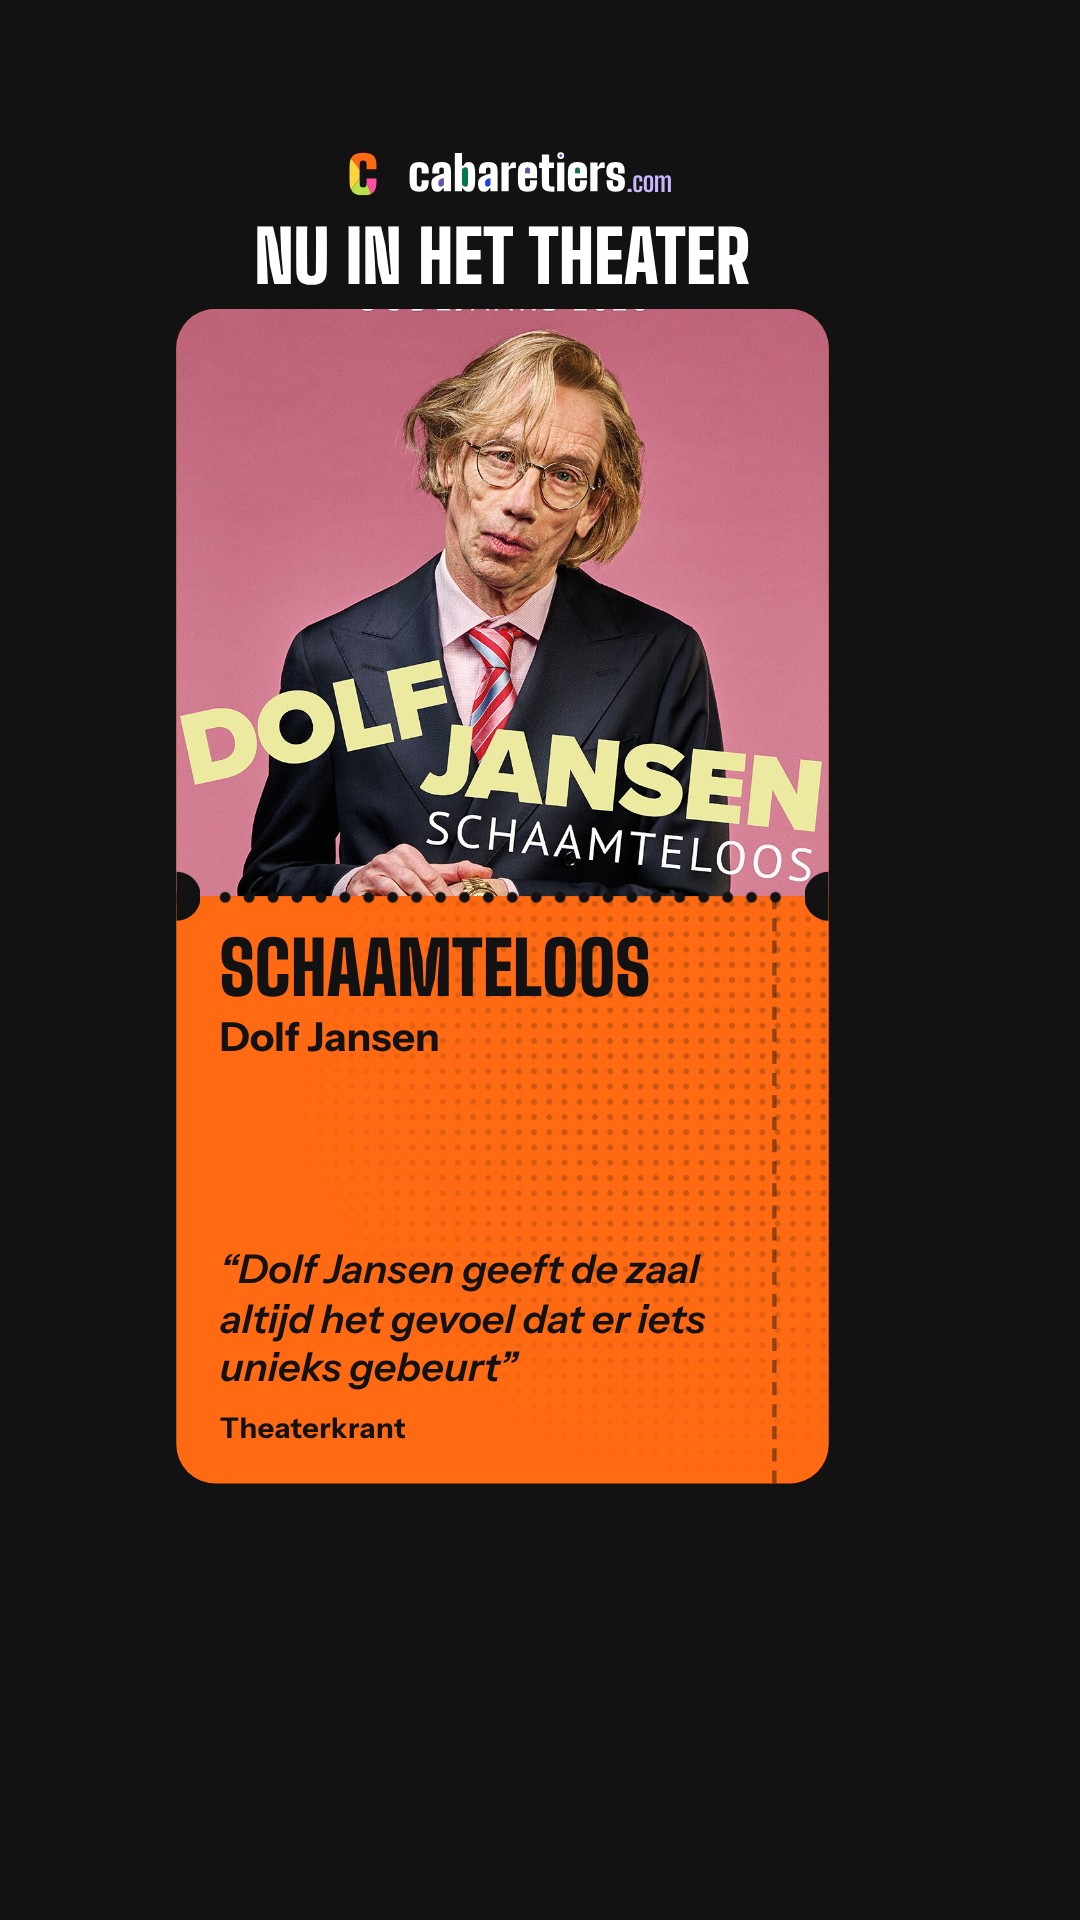 cabaretiers.com
NU IN HET THEATER
DOLF
JANSEN
SCHAAMTELOOS
SCHAAMTELOOS
Dolf Jansen
“Dolf Jansen geeft de zaal
altijd het gevoel dat er iets
unieks gebeurt”
Theaterkrant